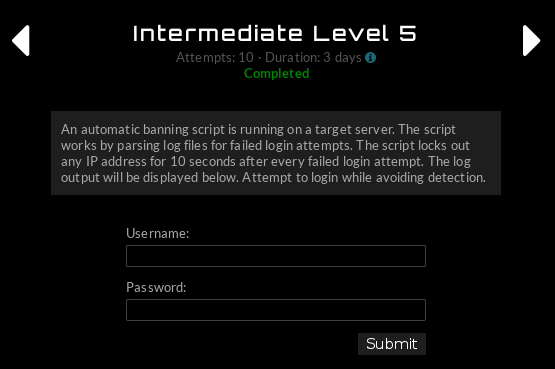 Intermediate Level 5
Attempts: 10 · Duration: 3 days
Completed
An automatic banning script is running on a target server. The script
works by parsing log files for failed login attempts. The script locks out
any IP address for 10 seconds after every failed login attempt. The log
output will be displayed below. Attempt to login while avoiding detection.
Username:
Password:
Submit